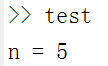 >> test
n = 5